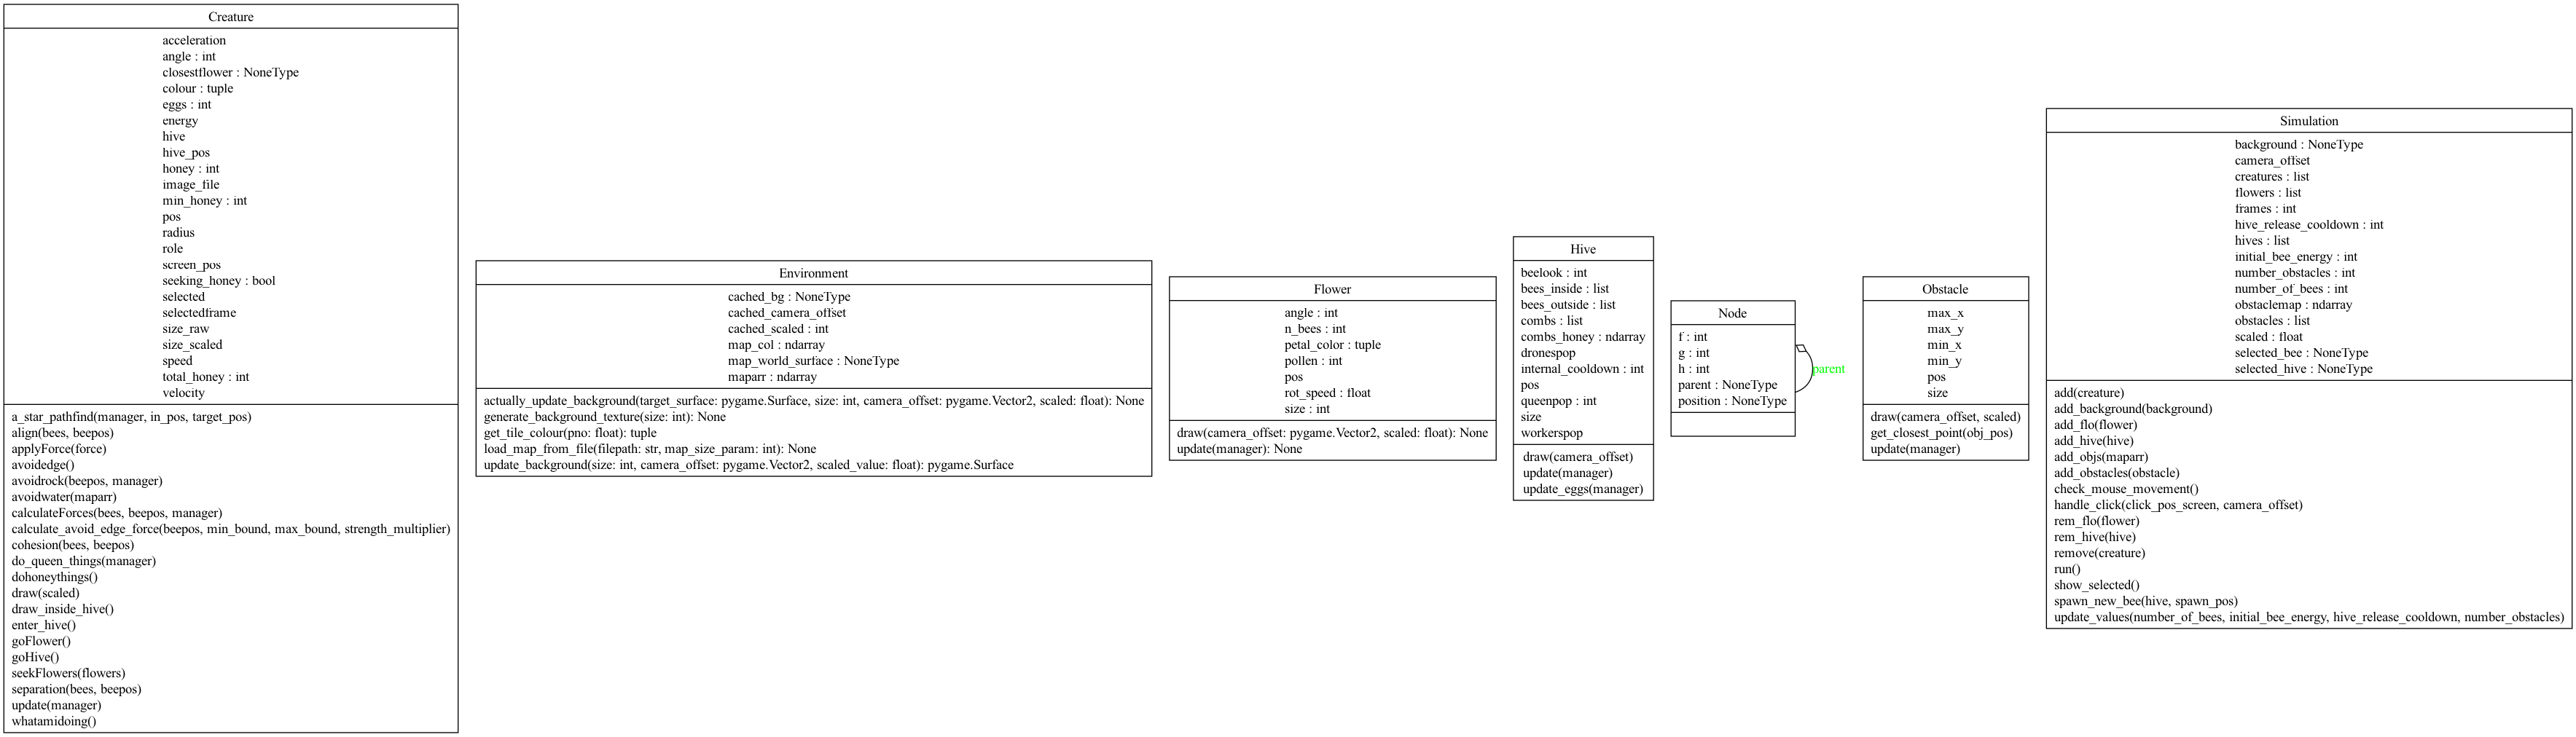 Creature
acceleration
angle : int
closestflower : NoneType
colour : tuple
eggs : int
energy
hive
hive_pos
honey : int
image_file
min_honey : int
pos
radius
role
screen_pos
seeking_honey : bool
selected
selectedframe
size_raw
size_scaled
speed
total_honey : int
velocity
a_star_pathfind(manager, in_pos, target_pos)
align(bees, beepos)
applyForce(force)
avoidedge()
avoidrock(beepos, manager)
avoidwater(maparr)
calculateForces(bees, beepos, manager)
calculate_avoid_edge_force(beepos, min_bound, max_bound, strength_multiplier)
cohesion(bees, beepos)
do_queen_things(manager)
dohoneythings()
draw(scaled)
draw_inside_hive()
enter_hive()
goFlower()
goHive()
seekFlowers(flowers)
separation(bees, beepos)
update(manager)
whatamidoing()
Environment
cached_bg : NoneType
cached_camera_offset
cached_scaled : int
map_col : ndarray
map_world_surface : NoneType
maparr : ndarray
actually_update_background(target_surface: pygame.Surface, size: int, camera_offset: pygame.Vector2, scaled: float): None
generate_background_texture(size: int): None
get_tile_colour(pno: float): tuple
load_map_from_file(filepath: str, map_size_param: int): None
update_background(size: int, camera_offset: pygame.Vector2, scaled_value: float): pygame.Surface
Flower
angle : int
n_bees : int
petal_color : tuple
pollen : int
pos
rot_speed : float
size : int
draw(camera_offset: pygame.Vector2, scaled: float): None
update(manager): None
Hive
beelook : int
bees_inside : list
bees_outside : list
combs : list
combs_honey : ndarray
dronespop
internal_cooldown : int
pos
queenpop : int
size
workerspop
draw(camera_offset)
update(manager)
update_eggs(manager)
Node
f : int
g : int
h : int
parent : NoneType
position : NoneType
parent
Obstacle
max_x
max_y
min_x
min_y
pos
size
draw(camera_offset, scaled)
get_closest_point(obj_pos)
update(manager)
Simulation
background : NoneType
camera_offset
creatures : list
flowers : list
frames : int
hive_release_cooldown : int
hives : list
initial_bee_energy : int
number_obstacles : int
number_of_bees : int
obstaclemap : ndarray
obstacles : list
scaled : float
selected_bee : NoneType
selected_hive : NoneType
add(creature)
add_background(background)
add_flo(flower)
add_hive(hive)
add_objs(maparr)
add_obstacles(obstacle)
check_mouse_movement()
handle_click(click_pos_screen, camera_offset)
rem_flo(flower)
rem_hive(hive)
remove(creature)
run()
show_selected()
spawn_new_bee(hive, spawn_pos)
update_values(number_of_bees, initial_bee_energy, hive_release_cooldown, number_obstacles)